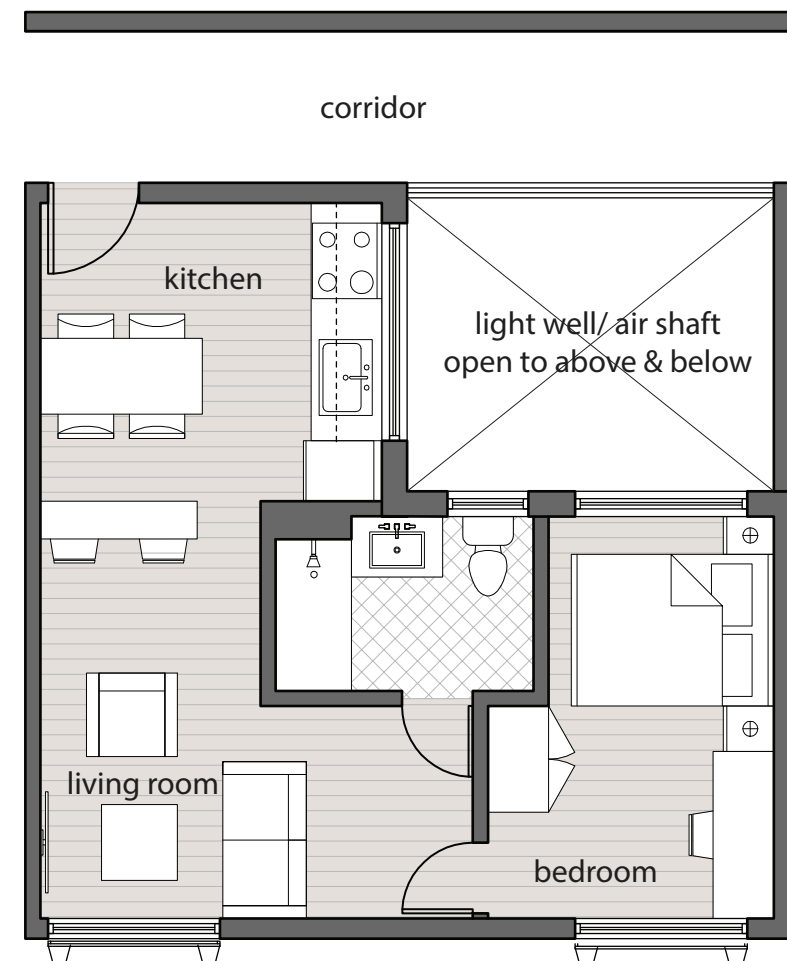 corridor
kitchen
light well/ air shaft
open to above & below
living room
bedroom